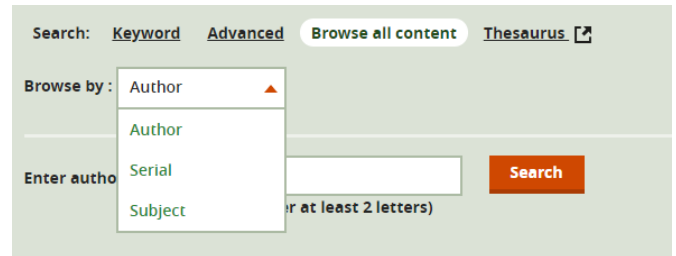 Search: Keyword Advanced Browse all content Thesaurus
Browse by : Author
Author
Enter autho Serial Search
Subject r at least 2 letters)